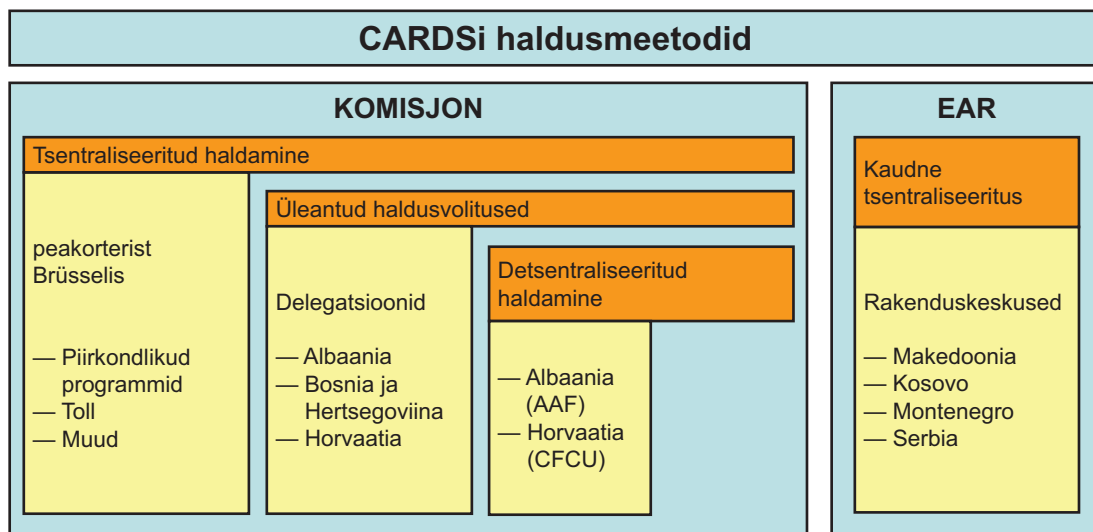 CARDSi haldusmeetodid
KOMISJON
Tsentraliseeritud haldamine
peakorterist
Brüsselis
— Piirkondlikud
programmid
— Toll
— Muud
Üleantud haldusvolitused
Delegatsioonid
— Albaania
— Bosnia ja
Hertsegoviina
— Horvaatia
Detsentraliseeritud
haldamine
— Albaania
(AAF)
— Horvaatia
(CFCU)
EAR
Kaudne
tsentraliseeritus
Rakenduskeskused
— Makedoonia
— Kosovo
— Montenegro
— Serbia